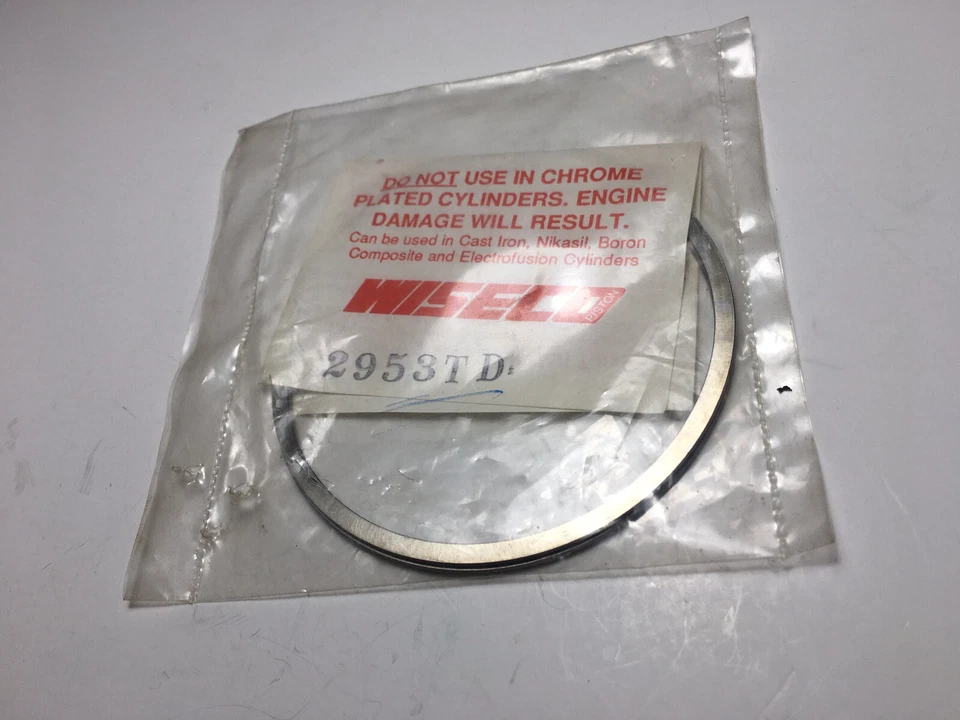 DO NOT USE IN CHROME
PLATED CYLINDERS. ENGINE
DAMAGE WILL RESULT.
Can be used in Cast Iron, Nikasil, Boron
Composite and Electrofusion Cylinders
WISECO
PISTON
2953TD